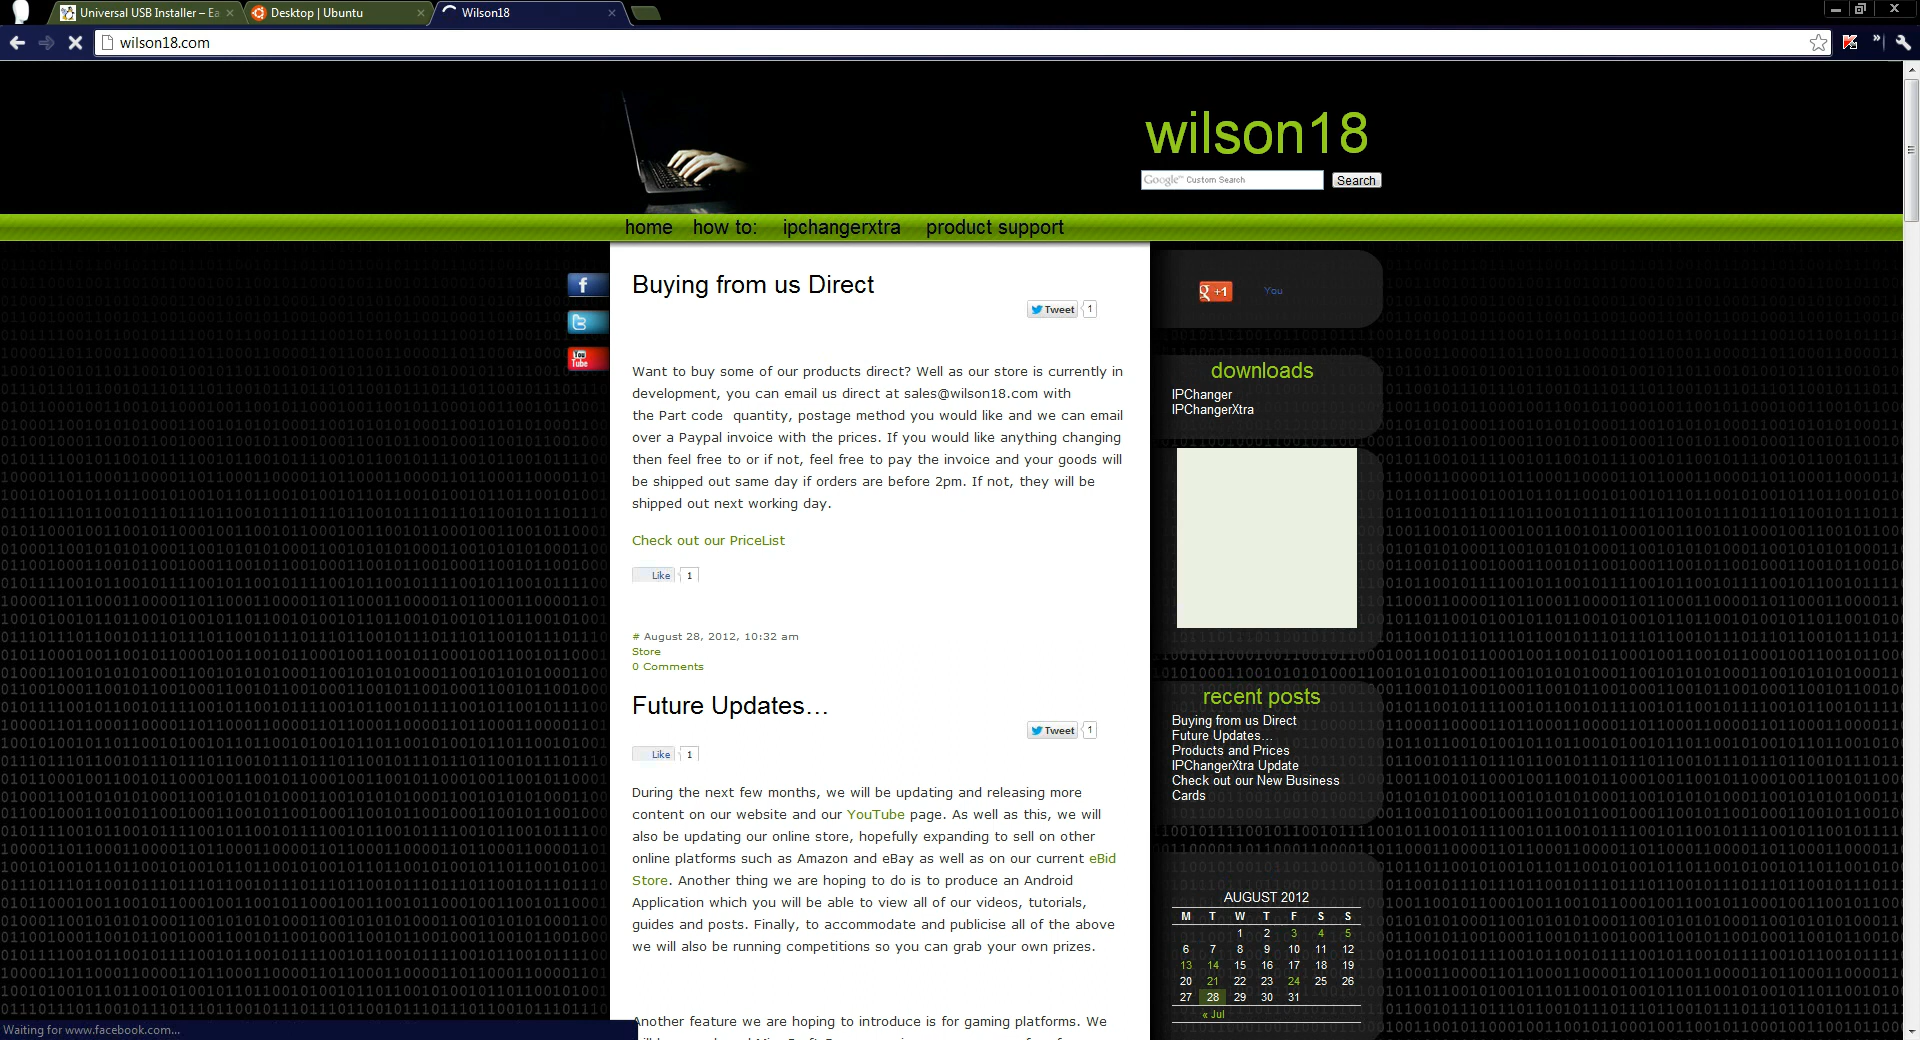 Universal USB Installer – Ea
Desktop | Ubuntu
Wilson18
wilson18.com
wilson18
Google™ Custom Search
Search
home how to: ipchangerxtra product support
Buying from us Direct
Tweet 1
Want to buy some of our products direct? Well as our store is currently in
development, you can email us direct at sales@wilson18.com with
the Part code quantity, postage method you would like and we can email
over a Paypal invoice with the prices. If you would like anything changing
then feel free to or if not, feel free to pay the invoice and your goods will
be shipped out same day if orders are before 2pm. If not, they will be
shipped out next working day.
Check out our PriceList
Like 1
# August 28, 2012, 10:32 am
Store
0 Comments
Future Updates...
Tweet 1
Like 1
During the next few months, we will be updating and releasing more
content on our website and our YouTube page. As well as this, we will
also be updating our online store, hopefully expanding to sell on other
online platforms such as Amazon and eBay as well as on our current eBid
Store. Another thing we are hoping to do is to produce an Android
Application which you will be able to view all of our videos, tutorials,
guides and posts. Finally, to accommodate and publicise all of the above
we will also be running competitions so you can grab your own prizes.
Another feature we are hoping to introduce is for gaming platforms. We
f
t
You Tube
g +1
You
downloads
IPChanger
IPChangerXtra
recent posts
Buying from us Direct
Future Updates...
Products and Prices
IPChangerXtra Update
Check out our New Business
Cards
AUGUST 2012
M T W T F S S
1 2 3 4 5
6 7 8 9 10 11 12
13 14 15 16 17 18 19
20 21 22 23 24 25 26
27 28 29 30 31
« Jul
Waiting for www.facebook.com...